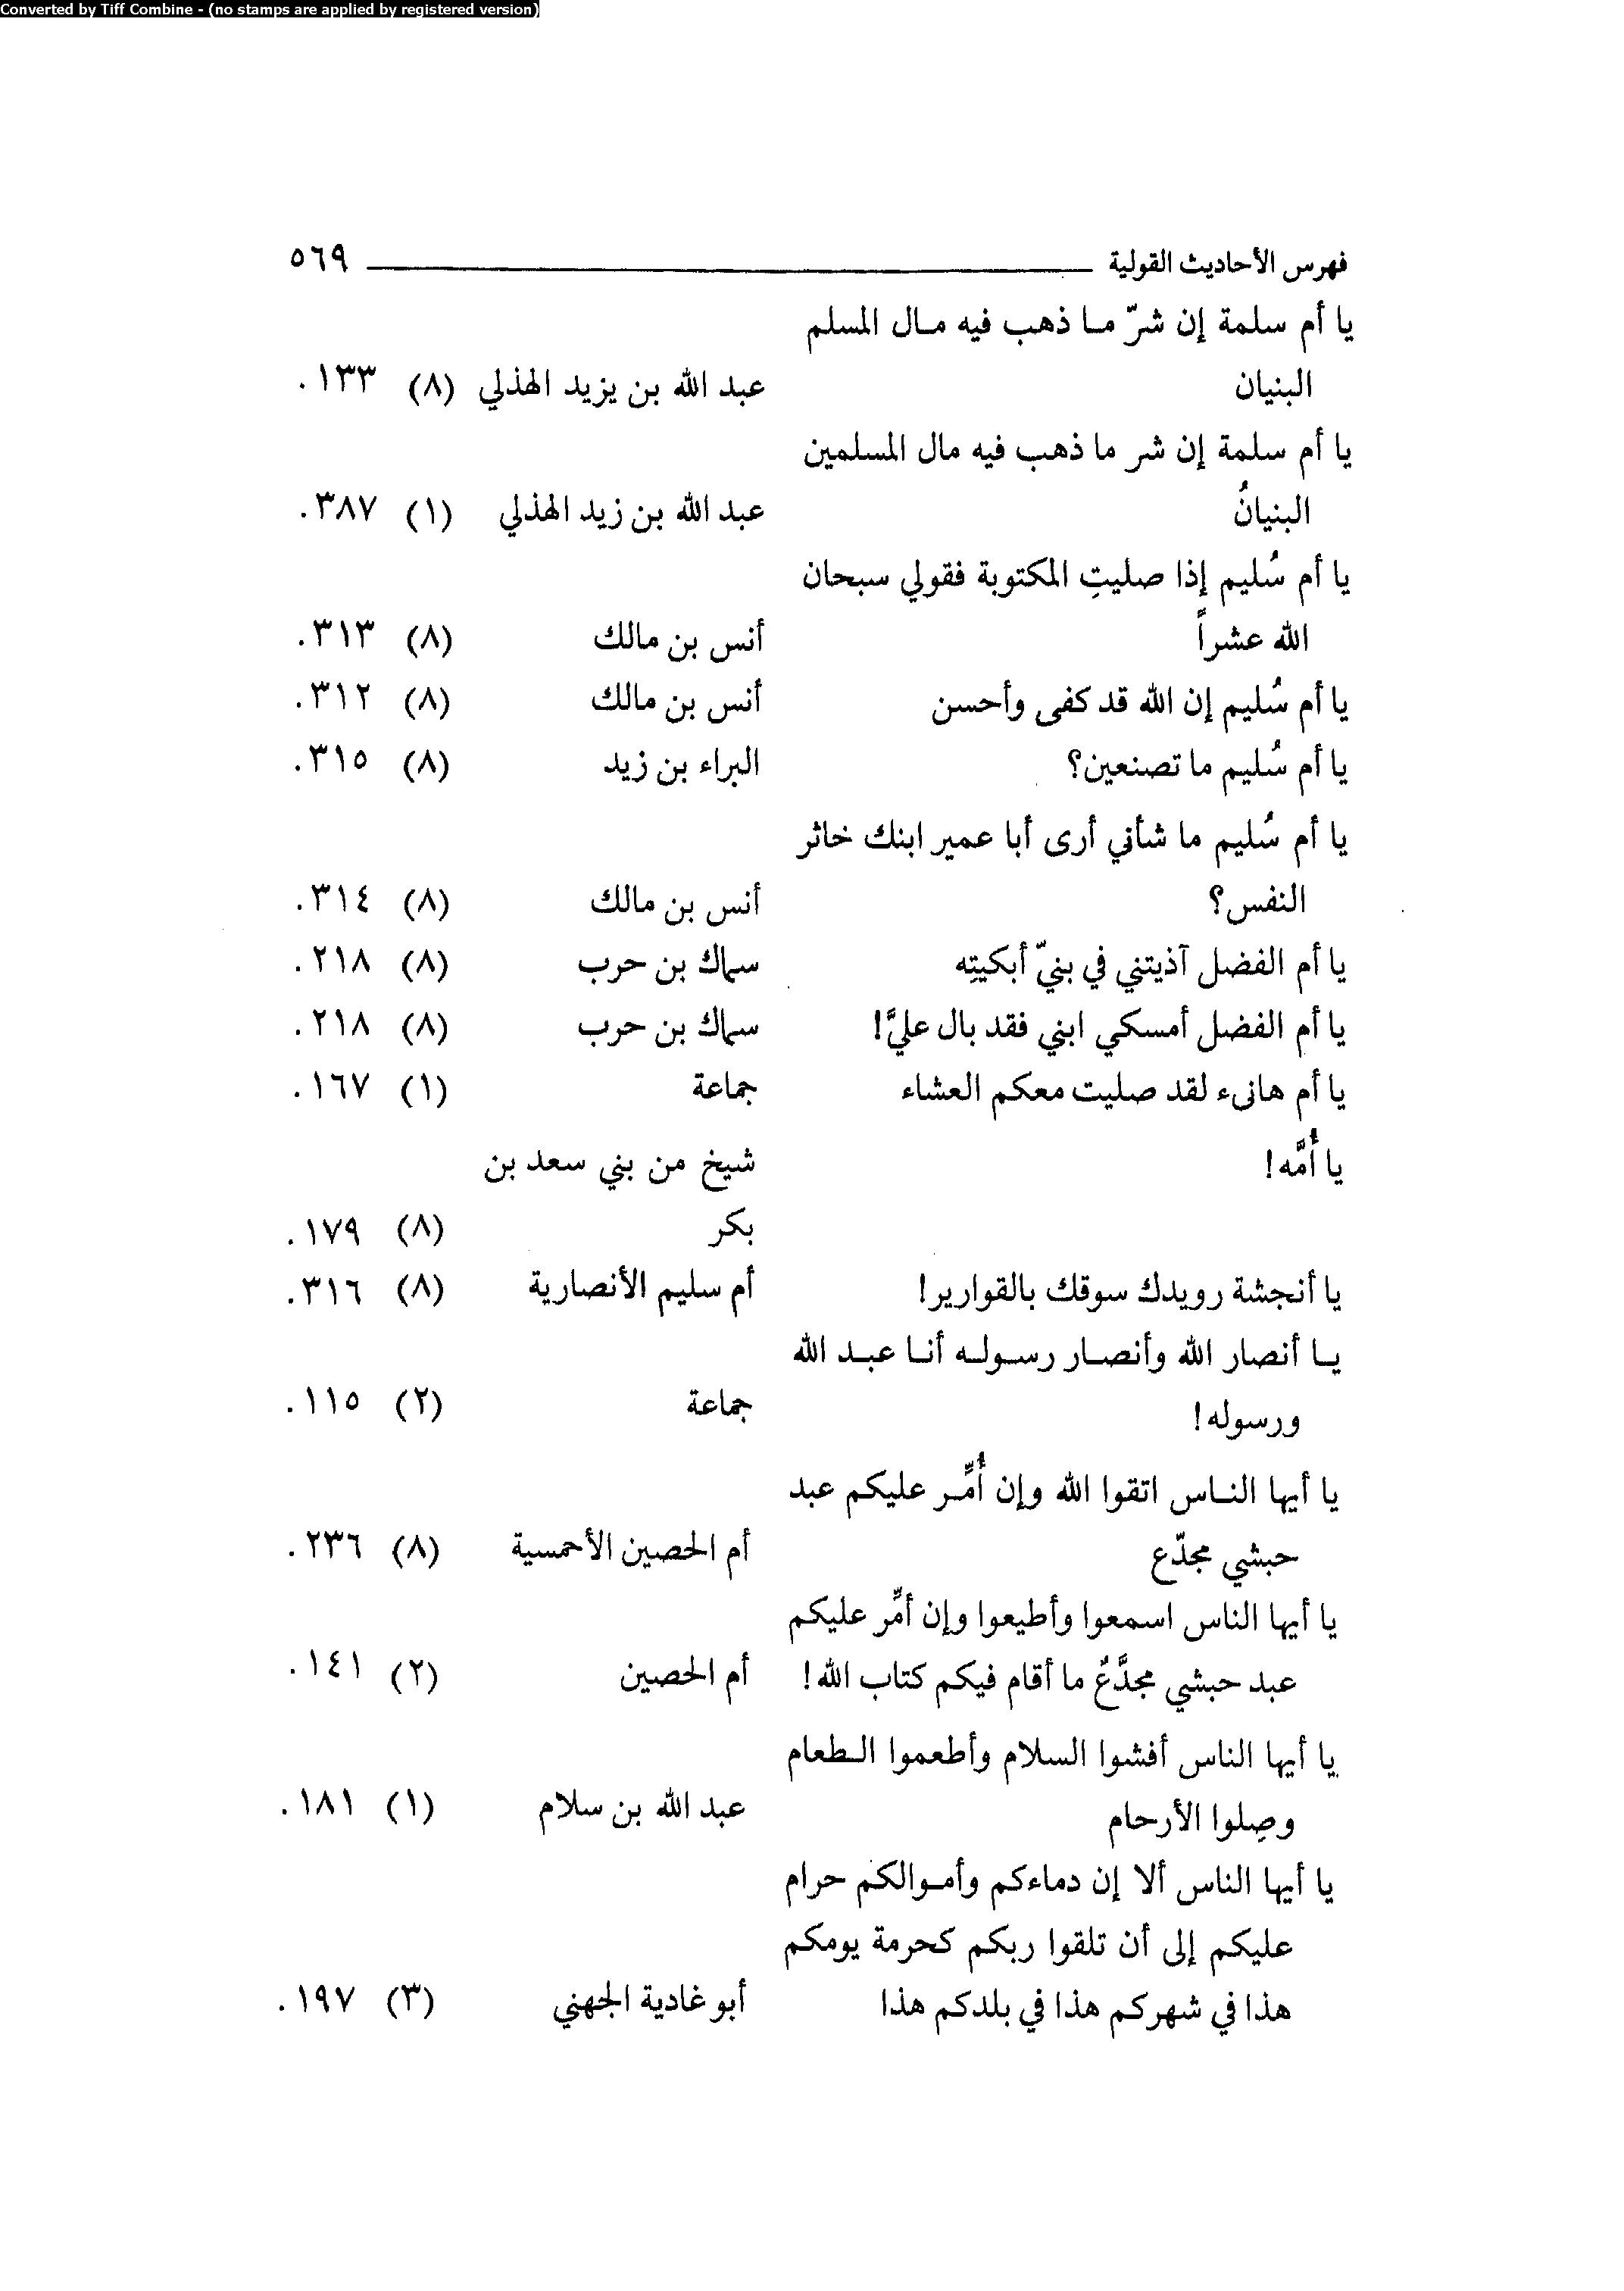 Converted by Tiff Combine - (no stamps are applied by registered version)
فهرس الأحاديث القولية ٥٦٩
يا أم سلمة إن شرّ ما ذهب فيه مال المسلم
البنيان عبد الله بن يزيد الهذلي (٨) ١٣٣.
يا أم سلمة إن شر ما ذهب فيه مال المسلمين
البنيانُ عبد الله بن زيد الهذلي (١) ٣٨٧.
يا أم سُليم إذا صليتِ المكتوبة فقولي سبحان
الله عشراً أنس بن مالك (٨) ٣١٣.
يا أم سُليم إن الله قد كفى وأحسن أنس بن مالك (٨) ٣١٢.
يا أم سُليم ما تصنعين؟ البراء بن زيد (٨) ٣١٥.
يا أم سُليم ما شأني أرى أبا عمير ابنك خاثر
النفس؟ أنس بن مالك (٨) ٣١٤.
يا أم الفضل آذيتني في بنيّ أبكيتِه سماك بن حرب (٨) ٢١٨.
يا أم الفضل أمسكي ابني فقد بال عليَّ! سماك بن حرب (٨) ٢١٨.
يا أم هانىء لقد صليت معكم العشاء جماعة (١) ١٦٧.
يا أُمَّه! شيخ من بني سعد بن
بكر (٨) ١٧٩.
يا أنجشة رويدك سوقك بالقوارير! أم سليم الأنصارية (٨) ٣١٦.
يا أنصار الله وأنصار رسوله أنا عبد الله
ورسوله! جماعة (٢) ١١٥.
يا أيها الناس اتقوا الله وإن أُمِّر عليكم عبد
حبشي مجدّع أم الحصين الأحمسية (٨) ٢٣٦.
يا أيها الناس اسمعوا وأطيعوا وإن أمِّر عليكم
عبد حبشي مجدَّعٌ ما أقام فيكم كتاب الله! أم الحصين (٢) ١٤١.
يا أيها الناس أفشوا السلام وأطعموا الطعام
وصِلوا الأرحام عبد الله بن سلام (١) ١٨١.
يا أيها الناس ألا إن دماءكم وأموالكم حرام
عليكم إلى أن تلقوا ربكم كحرمة يومكم
هذا في شهركم هذا في بلدكم هذا أبو غادية الجهني (٣) ١٩٧.